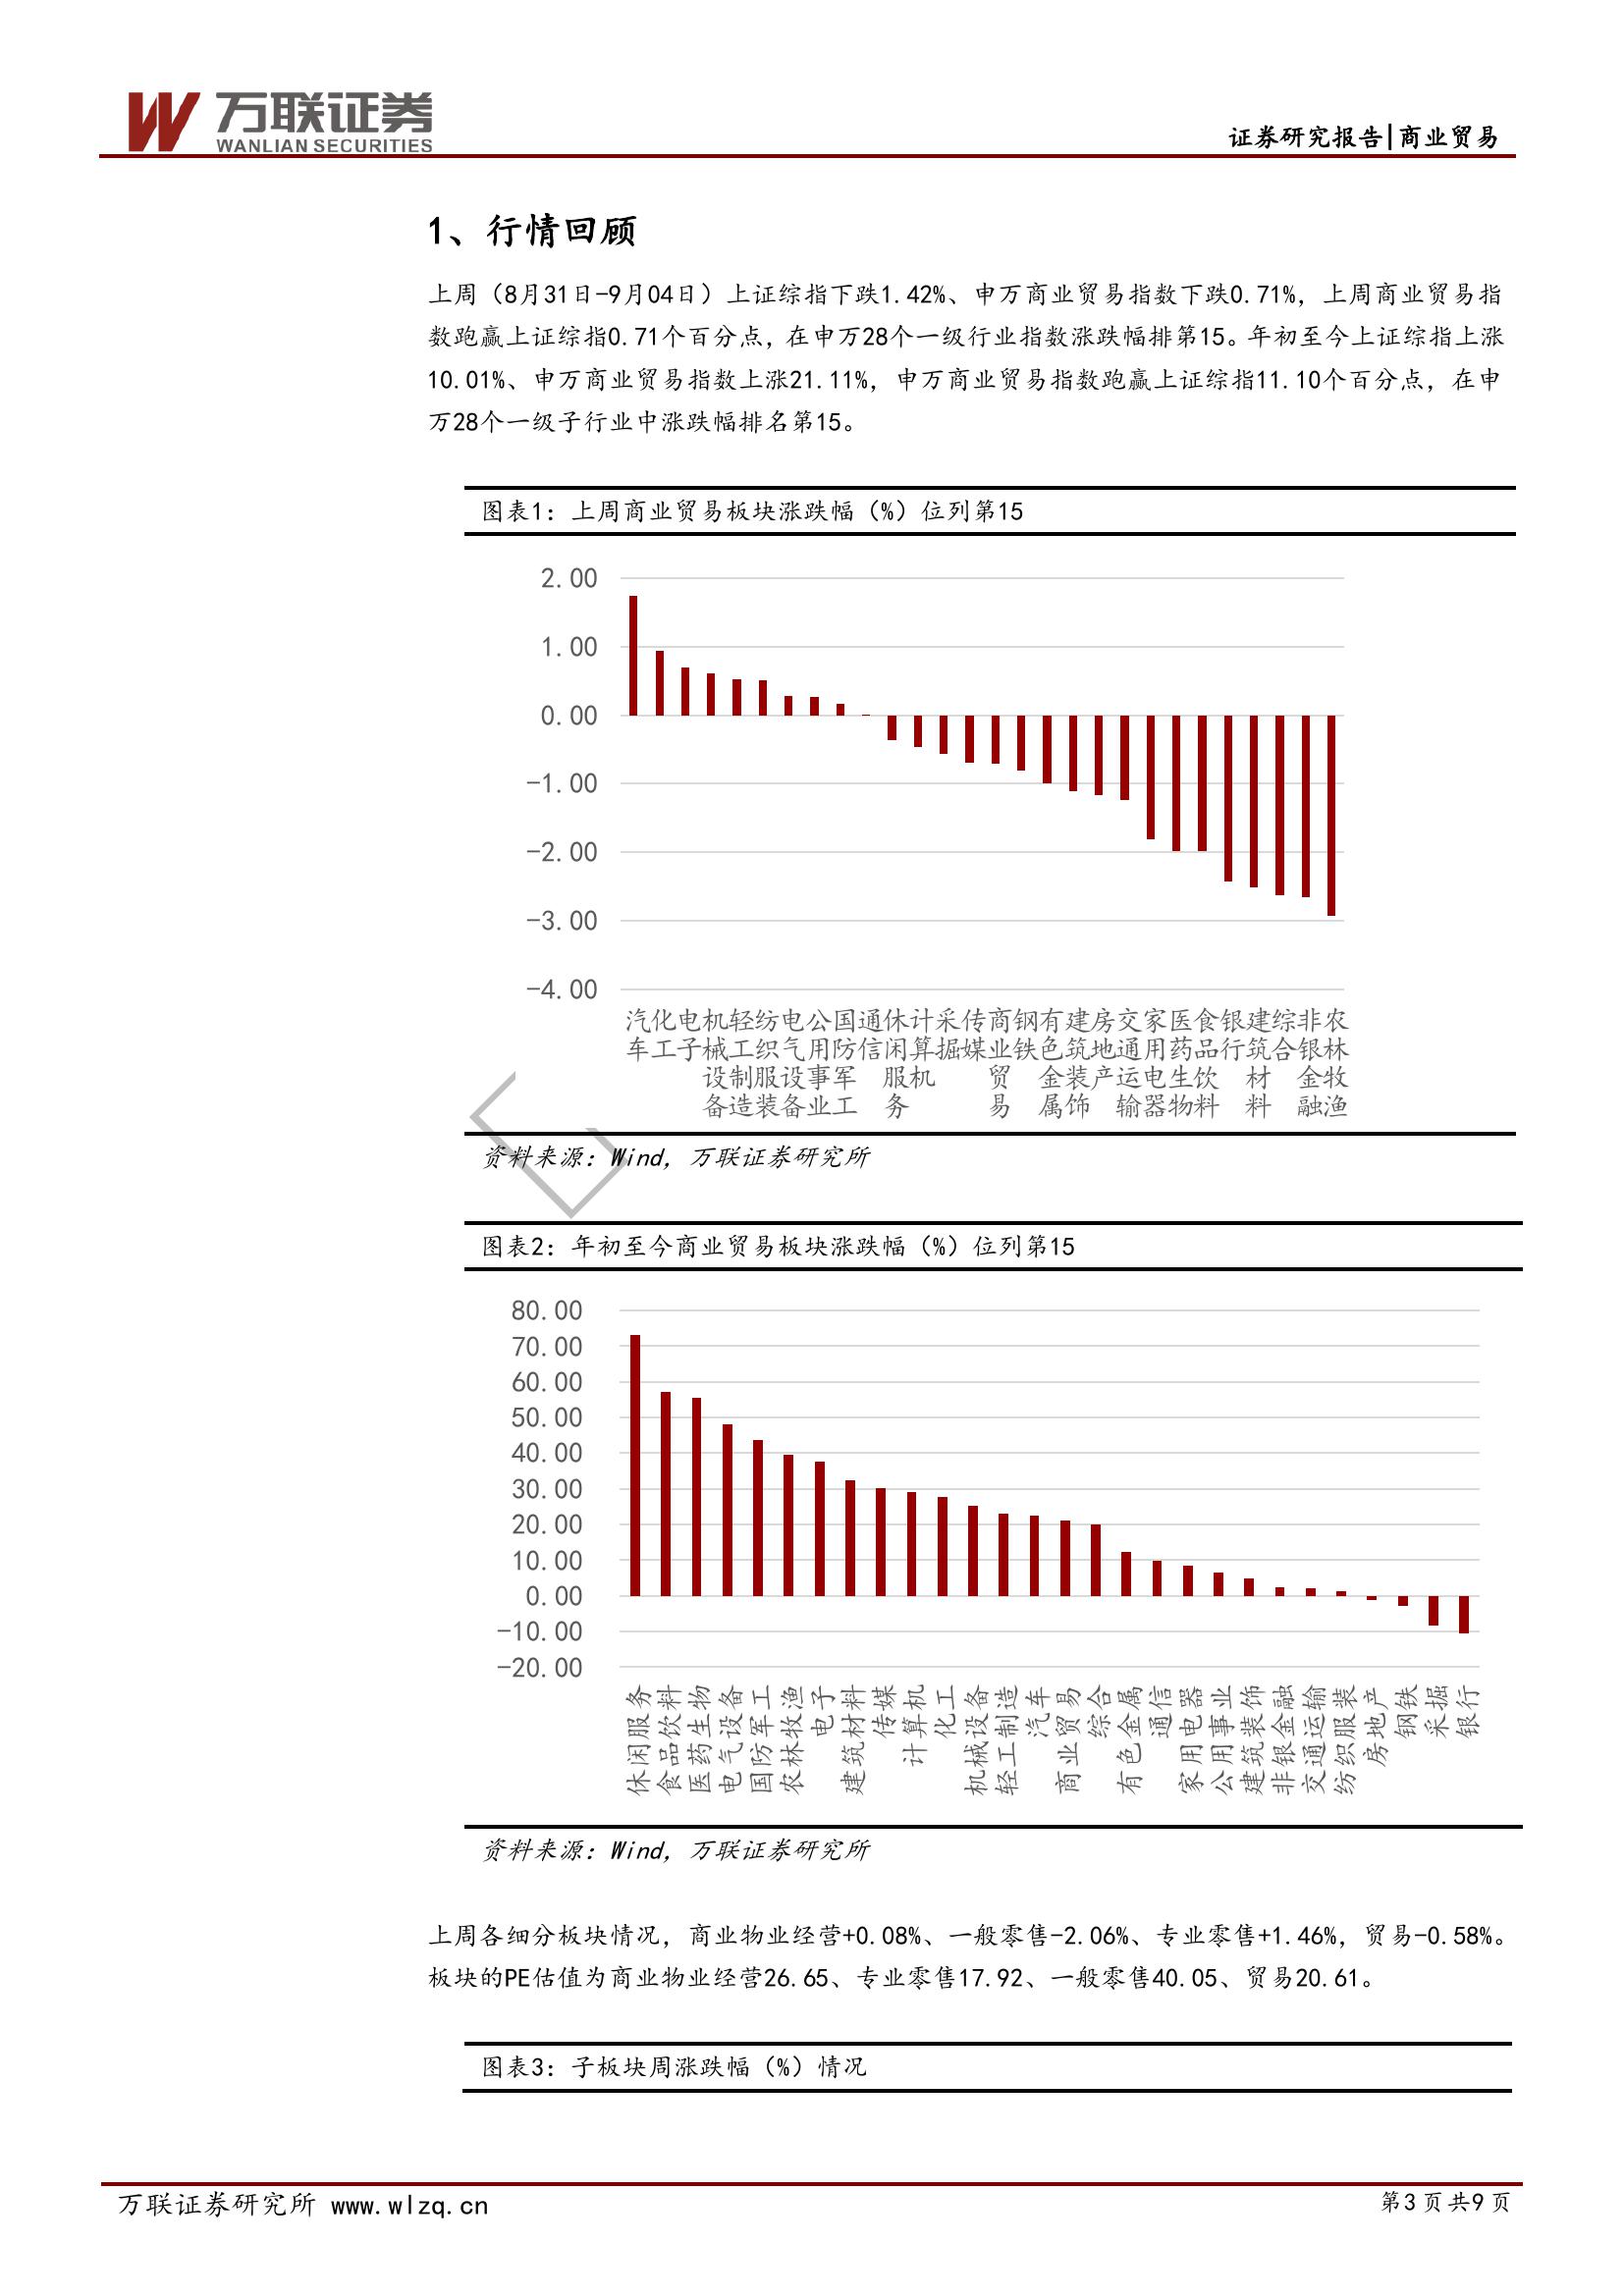 万联证券
WANLIAN SECURITIES
证券研究报告|商业贸易
1、行情回顾
上周（8月31日-9月04日）上证综指下跌1.42%、申万商业贸易指数下跌0.71%，上周商业贸易指
数跑赢上证综指0.71个百分点，在申万28个一级行业指数涨跌幅排第15。年初至今上证综指上涨
10.01%、申万商业贸易指数上涨21.11%，申万商业贸易指数跑赢上证综指11.10个百分点，在申
万28个一级子行业中涨跌幅排名第15。
图表1：上周商业贸易板块涨跌幅（%）位列第15
2.00
1.00
0.00
-1.00
-2.00
-3.00
-4.00
汽车
化工
电子
机械设备
轻工制造
纺织服装
电气设备
公用事业
国防军工
通信
休闲服务
计算机
采掘
传媒
商业贸易
钢铁
有色金属
建筑装饰
房地产
交通运输
家用电器
医药生物
食品饮料
银行
建筑材料
综合
非银金融
农林牧渔
资料来源：Wind，万联证券研究所
图表2：年初至今商业贸易板块涨跌幅（%）位列第15
80.00
70.00
60.00
50.00
40.00
30.00
20.00
10.00
0.00
-10.00
-20.00
休闲服务
食品饮料
医药生物
电气设备
国防军工
农林牧渔
电子
建筑材料
传媒
计算机
化工
机械设备
轻工制造
汽车
商业贸易
综合
有色金属
通信
家用电器
公用事业
建筑装饰
非银金融
交通运输
纺织服装
房地产
钢铁
采掘
银行
资料来源：Wind，万联证券研究所
上周各细分板块情况，商业物业经营+0.08%、一般零售-2.06%、专业零售+1.46%，贸易-0.58%。
板块的PE估值为商业物业经营26.65、专业零售17.92、一般零售40.05、贸易20.61。
图表3：子板块周涨跌幅（%）情况
万联证券研究所 www.wlzq.cn
第3页共9页